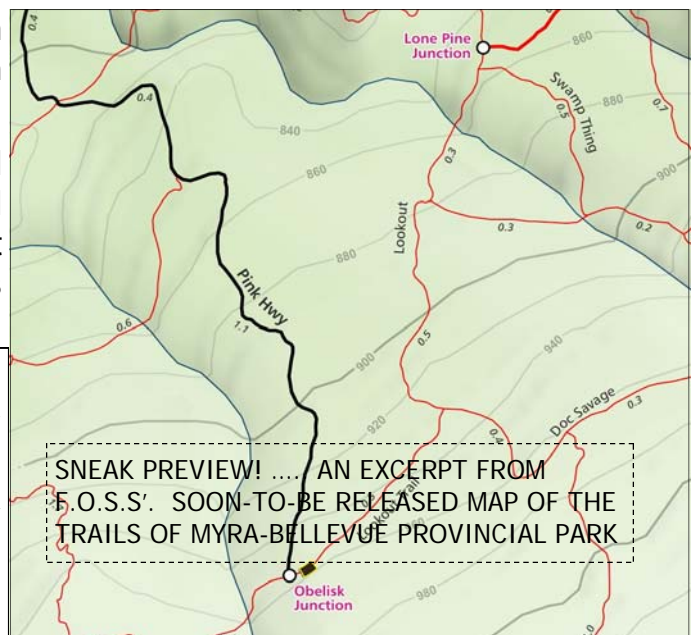 0.4
Lone Pine
Junction
860
0.4
Swamp Thing
0.5
880
0.7
840
0.3
860
900
Lookout
0.3
0.2
880
Pink Hwy
1.1
0.6
0.5
940
900
920
Doc Savage
0.3
0.4
SNEAK PREVIEW! .... AN EXCERPT FROM
F.O.S.S'. SOON-TO-BE RELEASED MAP OF THE
TRAILS OF MYRA-BELLEVUE PROVINCIAL PARK
Lookout Trail
Obelisk
Junction
980